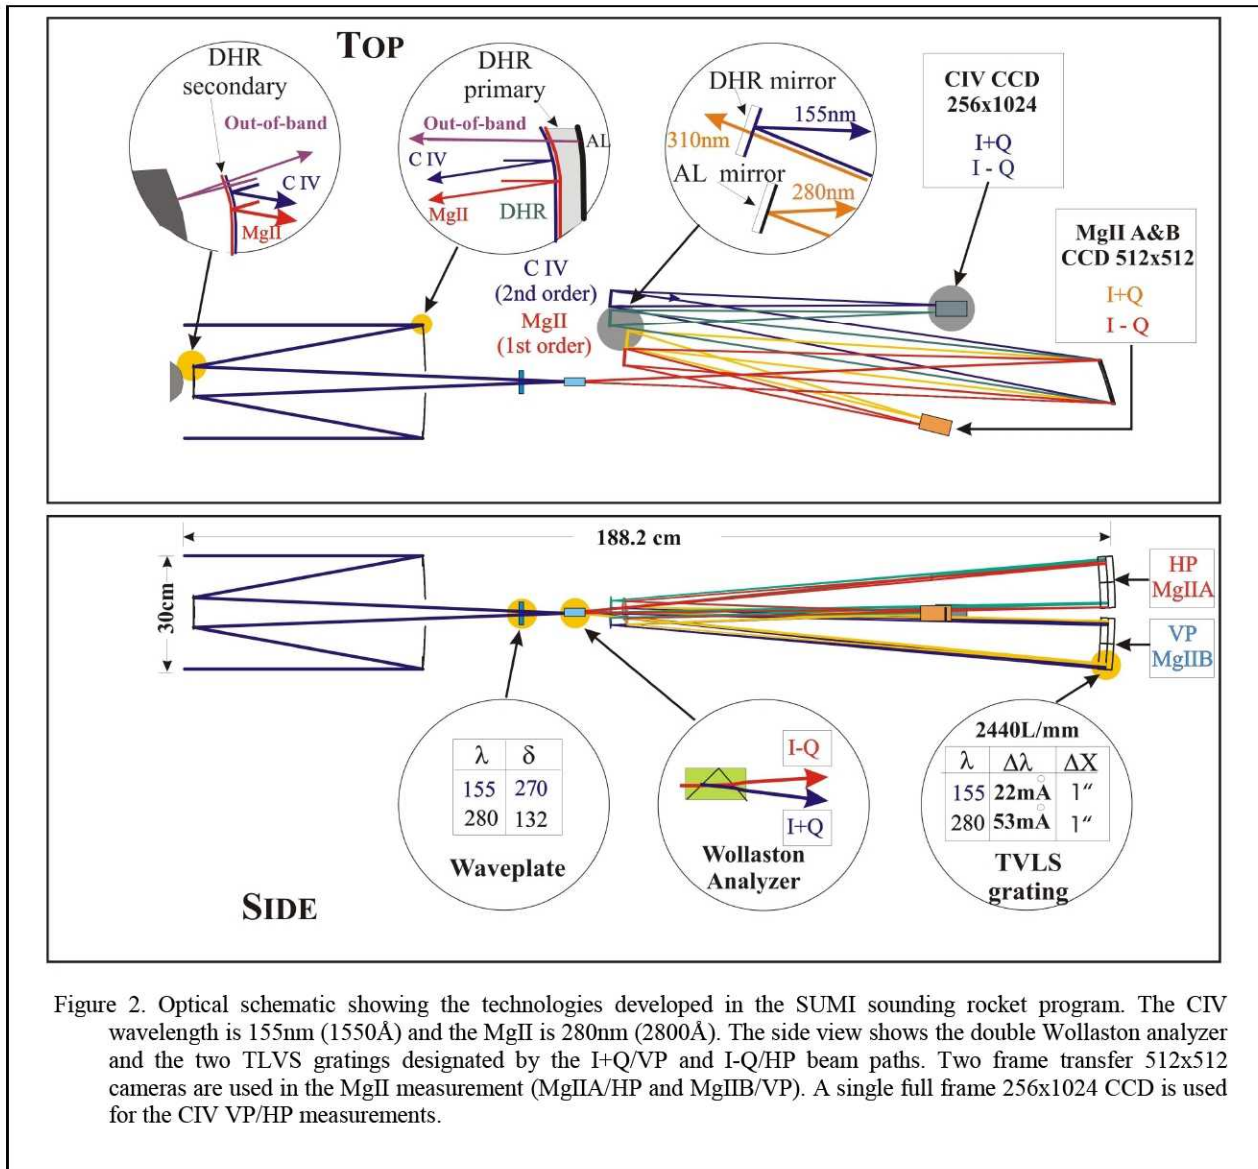 TOP
DHR
secondary
Out-of-band
C IV
MgII
DHR
primary
Out-of-band
AL
C IV
MgII
DHR
DHR mirror
155nm
310nm
AL mirror
280nm
CIV CCD
256x1024
I+Q
I - Q
MgII A&B
CCD 512x512
I+Q
I - Q
C IV
(2nd order)
MgII
(1st order)
188.2 cm
30cm
HP
MgIIA
VP
MgIIB
λ δ
155 270
280 132
Waveplate
I-Q
I+Q
Wollaston
Analyzer
2440L/mm
λ Δλ ΔX
155 22mÅ 1“
280 53mÅ 1“
TVLS
grating
SIDE
Figure 2. Optical schematic showing the technologies developed in the SUMI sounding rocket program. The CIV
wavelength is 155nm (1550Å) and the MgII is 280nm (2800Å). The side view shows the double Wollaston analyzer
and the two TLVS gratings designated by the I+Q/VP and I-Q/HP beam paths. Two frame transfer 512x512
cameras are used in the MgII measurement (MgIIA/HP and MgIIB/VP). A single full frame 256x1024 CCD is used
for the CIV VP/HP measurements.